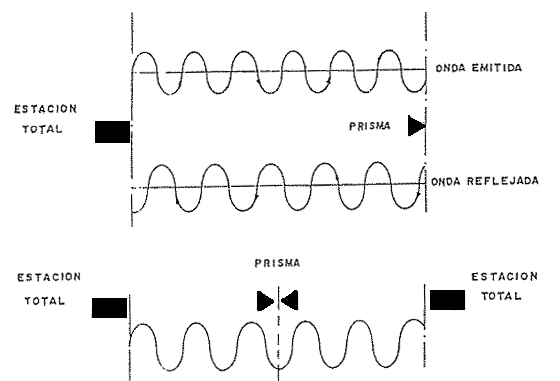 ONDA EMITIDA
ESTACION
TOTAL
PRISMA
ONDA REFLEJADA
PRISMA
ESTACION
TOTAL
ESTACION
TOTAL